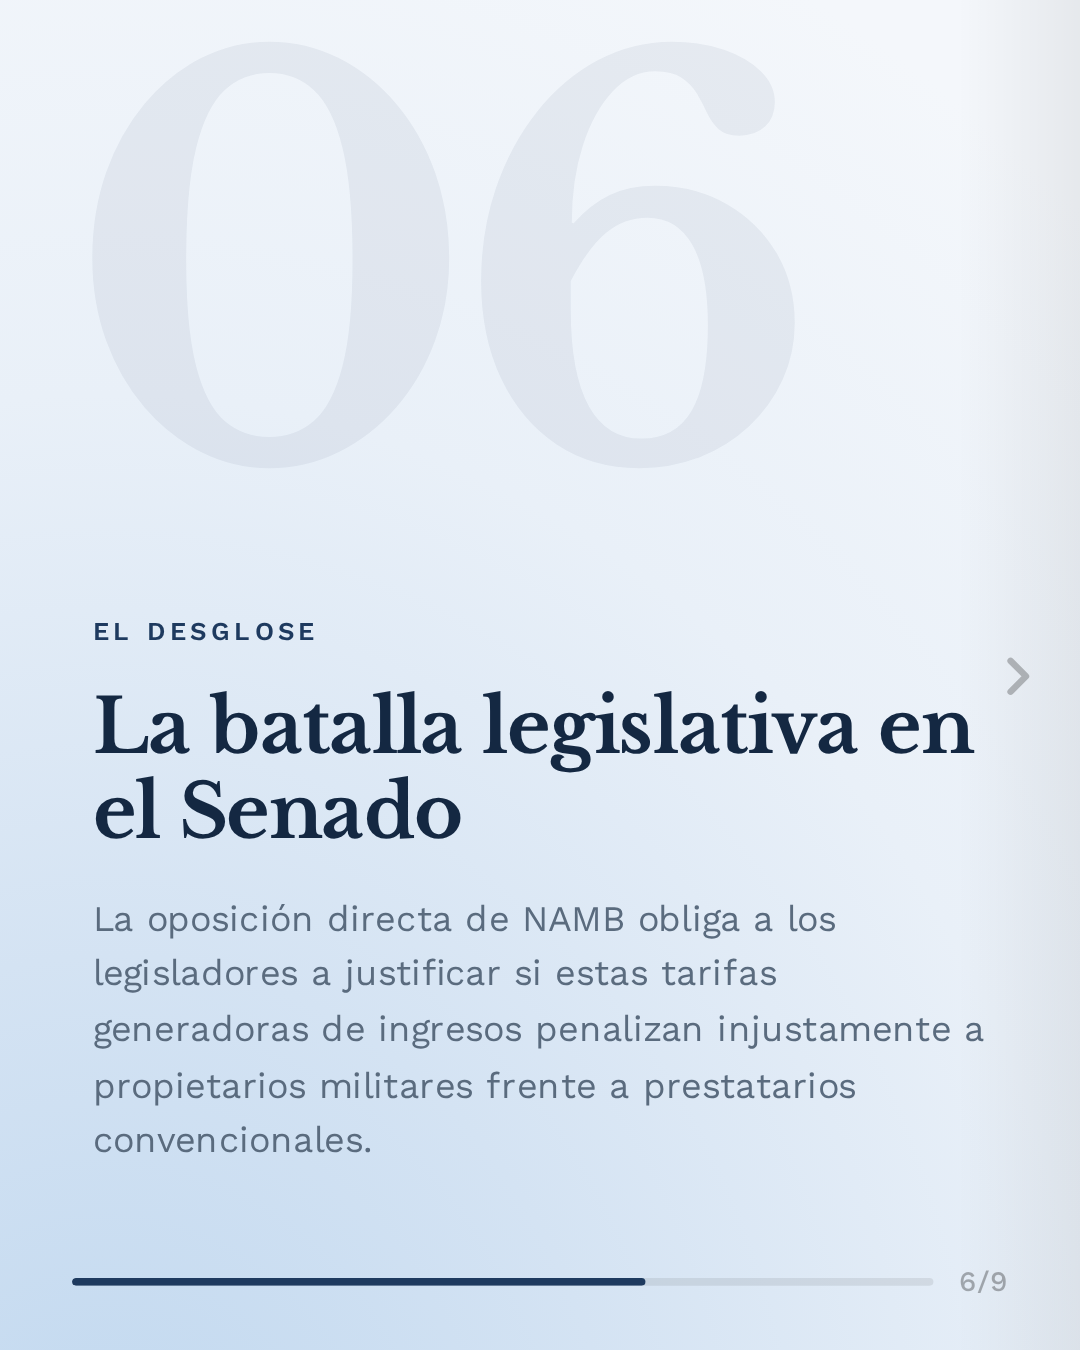 06
EL DESGLOSE
La batalla legislativa en
el Senado
La oposición directa de NAMB obliga a los
legisladores a justificar si estas tarifas
generadoras de ingresos penalizan injustamente a
propietarios militares frente a prestatarios
convencionales.
6/9